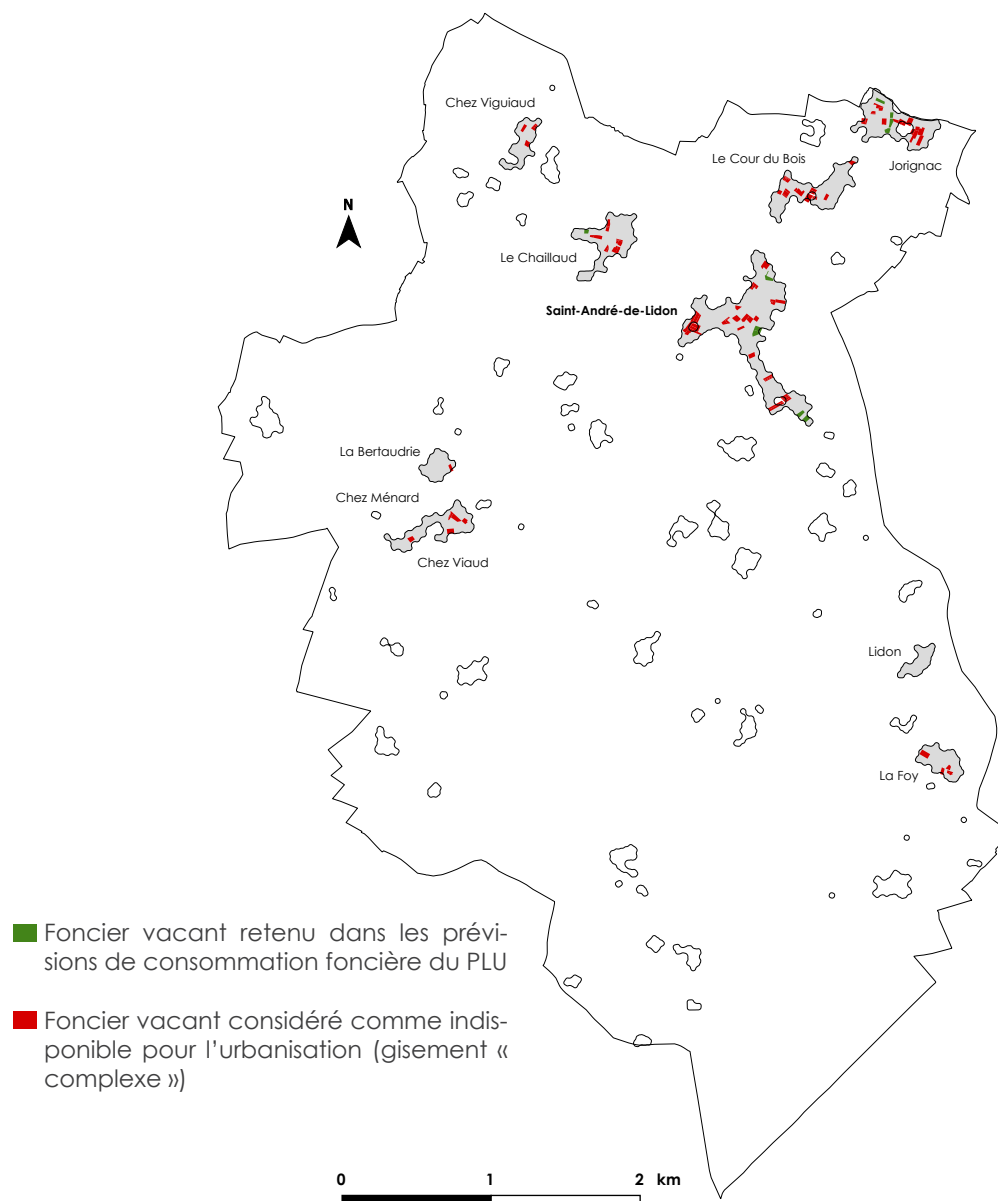 Chez Viguiaud
Le Cour du Bois
Jorignac
N
Le Chaillaud
Saint-André-de-Lidon
La Bertaudrie
Chez Ménard
Chez Viaud
Lidon
La Foy
Foncier vacant retenu dans les prévi-
sions de consommation foncière du PLU
Foncier vacant considéré comme indis-
ponible pour l'urbanisation (gisement «
complexe »)
0 1 2 km